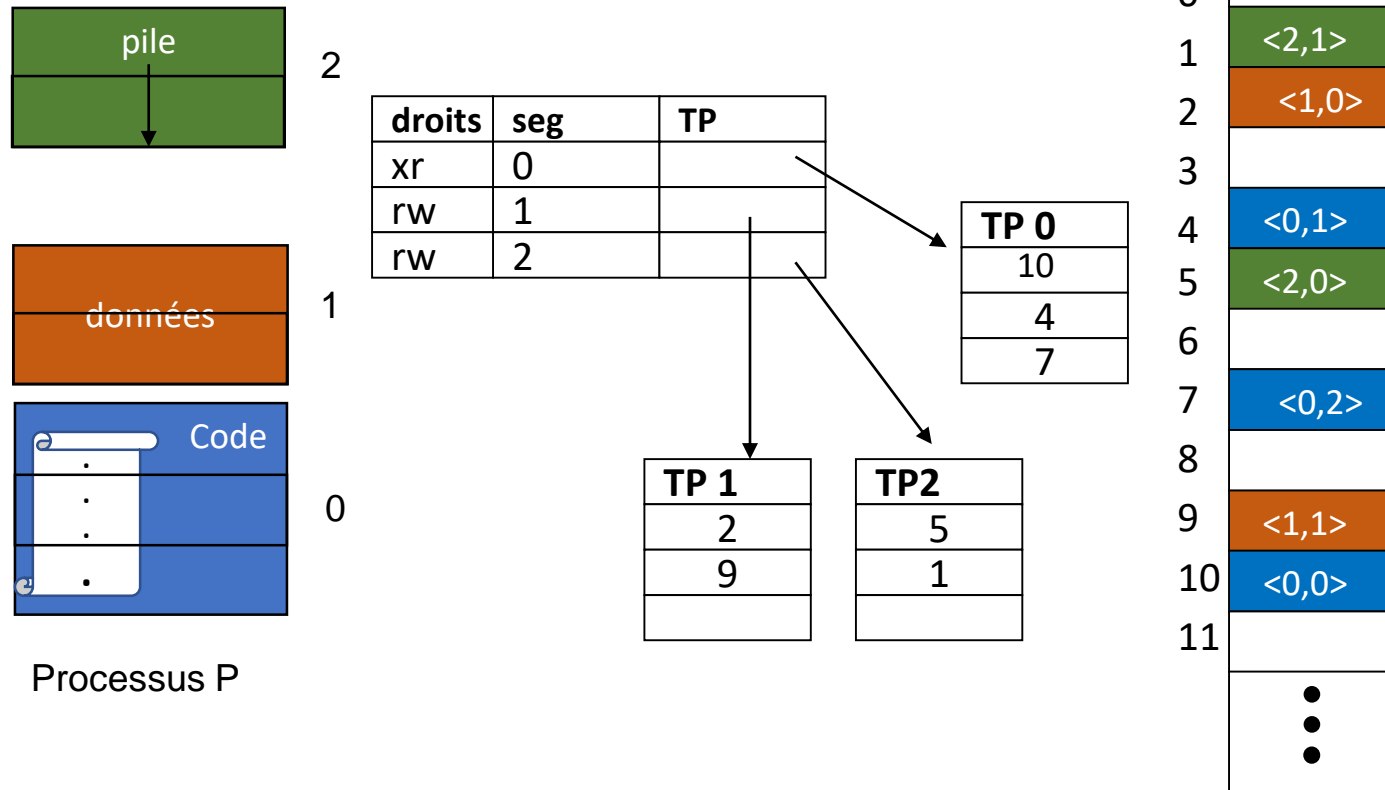 pile
2
données
1
Code
0
Processus P
droits seg TP
xr 0
rw 1
rw 2
TP 0
10
4
7
TP 1
2
9
TP2
5
1
1 <2,1>
2 <1,0>
3
4 <0,1>
5 <2,0>
6
7 <0,2>
8
9 <1,1>
10 <0,0>
11